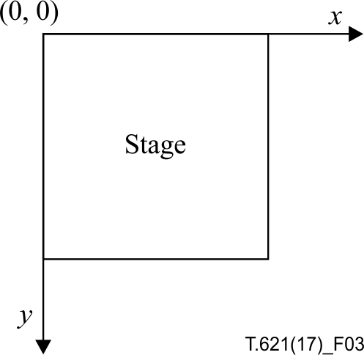 (0, 0)
x
Stage
y
T.621(17)_F03